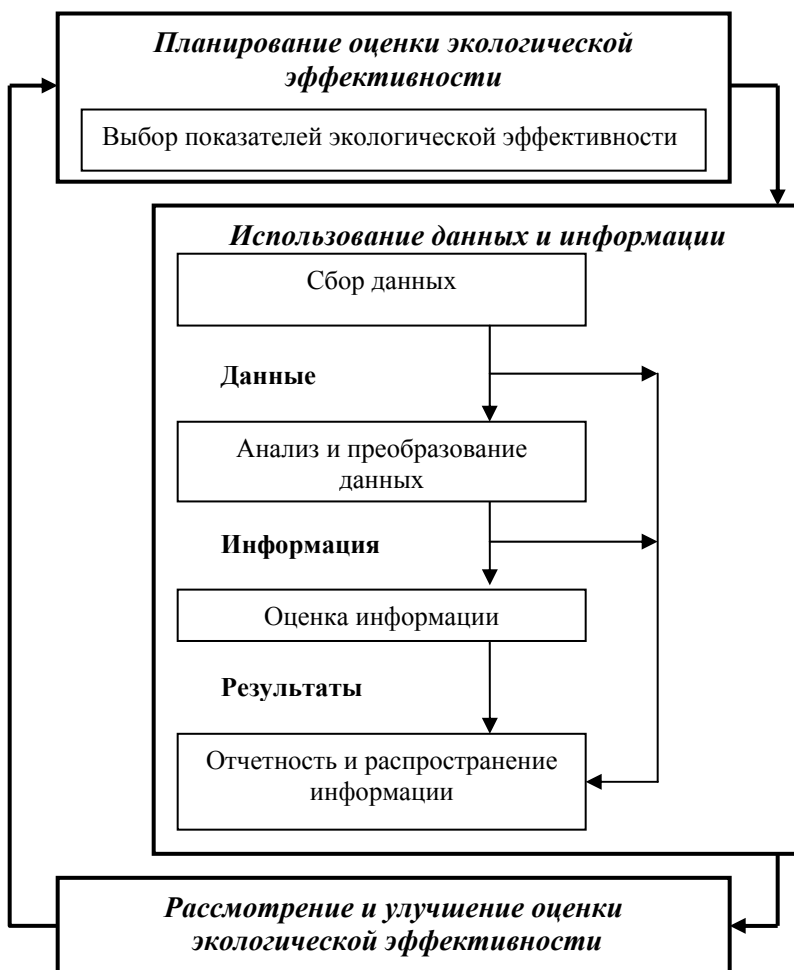 Планирование оценки экологической
эффективности
Выбор показателей экологической эффективности
Использование данных и информации
Сбор данных
Данные
Анализ и преобразование
данных
Информация
Оценка информации
Результаты
Отчетность и распространение
информации
Рассмотрение и улучшение оценки
экологической эффективности